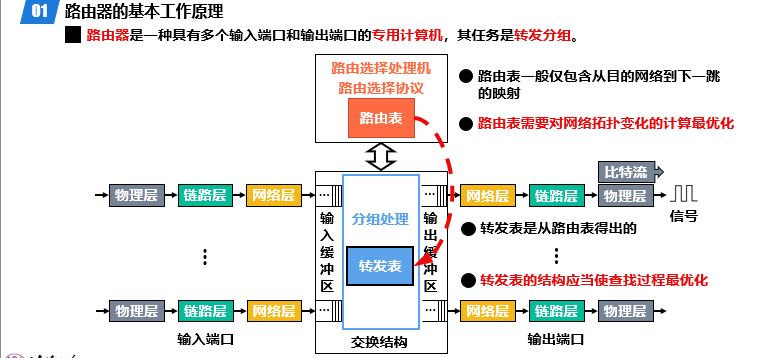 01 路由器的基本工作原理
路由器是一种具有多个输入端口和输出端口的专用计算机，其任务是转发分组。
路由选择处理机
路由选择协议
路由表
路由表一般仅包含从目的网络到下一跳
的映射
路由表需要对网络拓扑变化的计算最优化
比特流
物理层 链路层 网络层 … … 网络层 链路层 物理层
信号
分组处理
输入缓冲区
输出缓冲区
转发表是从路由表得出的
转发表
转发表的结构应当使查找过程最优化
物理层 链路层 网络层 … … 网络层 链路层 物理层
输入端口 交换结构 输出端口